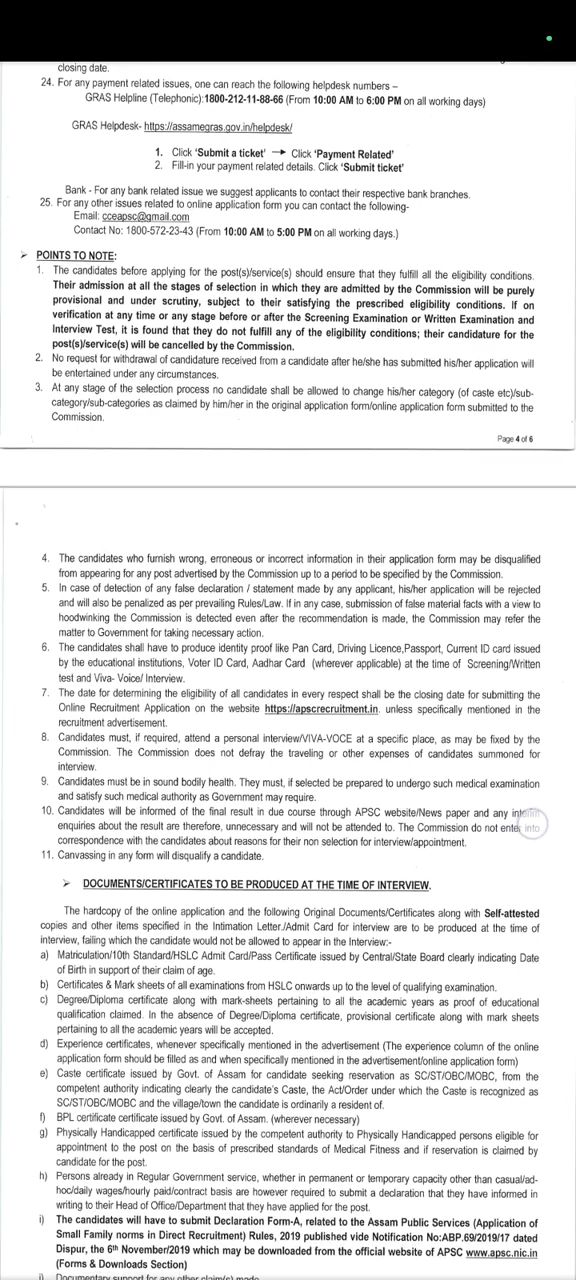 closing date.
24. For any payment related issues, one can reach the following helpdesk numbers –
GRAS Helpline (Telephonic):1800-212-11-88-66 (From 10:00 AM to 6:00 PM on all working days)
GRAS Helpdesk- https://assamegras.gov.in/helpdesk/
1. Click 'Submit a ticket' → Click 'Payment Related'
2. Fill-in your payment related details. Click 'Submit ticket'
Bank - For any bank related issue we suggest applicants to contact their respective bank branches.
25. For any other issues related to online application form you can contact the following-
Email: cceapsc@gmail.com
Contact No: 1800-572-23-43 (From 10:00 AM to 5:00 PM on all working days.)
➢ POINTS TO NOTE:
1. The candidates before applying for the post(s)/service(s) should ensure that they fulfill all the eligibility conditions.
Their admission at all the stages of selection in which they are admitted by the Commission will be purely
provisional and under scrutiny, subject to their satisfying the prescribed eligibility conditions. If on
verification at any time or any stage before or after the Screening Examination or Written Examination and
Interview Test, it is found that they do not fulfill any of the eligibility conditions; their candidature for the
post(s)/service(s) will be cancelled by the Commission.
2. No request for withdrawal of candidature received from a candidate after he/she has submitted his/her application will
be entertained under any circumstances.
3. At any stage of the selection process no candidate shall be allowed to change his/her category (of caste etc)/sub-
category/sub-categories as claimed by him/her in the original application form/online application form submitted to the
Commission.
Page 4 of 6
4. The candidates who furnish wrong, erroneous or incorrect information in their application form may be disqualified
from appearing for any post advertised by the Commission up to a period to be specified by the Commission.
5. In case of detection of any false declaration / statement made by any applicant, his/her application will be rejected
and will also be penalized as per prevailing Rules/Law. If in any case, submission of false material facts with a view to
hoodwinking the Commission is detected even after the recommendation is made, the Commission may refer the
matter to Government for taking necessary action.
6. The candidates shall have to produce identity proof like Pan Card, Driving Licence,Passport, Current ID card issued
by the educational institutions, Voter ID Card, Aadhar Card (wherever applicable) at the time of Screening/Written
test and Viva- Voice/ Interview.
7. The date for determining the eligibility of all candidates in every respect shall be the closing date for submitting the
Online Recruitment Application on the website https://apscrecruitment.in. unless specifically mentioned in the
recruitment advertisement.
8. Candidates must, if required, attend a personal interview/VIVA-VOCE at a specific place, as may be fixed by the
Commission. The Commission does not defray the traveling or other expenses of candidates summoned for
interview.
9. Candidates must be in sound bodily health. They must, if selected be prepared to undergo such medical examination
and satisfy such medical authority as Government may require.
10. Candidates will be informed of the final result in due course through APSC website/News paper and any interim
enquiries about the result are therefore, unnecessary and will not be attended to. The Commission do not enter into
correspondence with the candidates about reasons for their non selection for interview/appointment.
11. Canvassing in any form will disqualify a candidate.
➢ DOCUMENTS/CERTIFICATES TO BE PRODUCED AT THE TIME OF INTERVIEW.
The hardcopy of the online application and the following Original Documents/Certificates along with Self-attested
copies and other items specified in the Intimation Letter./Admit Card for interview are to be produced at the time of
interview, failing which the candidate would not be allowed to appear in the Interview:-
a) Matriculation/10th Standard/HSLC Admit Card/Pass Certificate issued by Central/State Board clearly indicating Date
of Birth in support of their claim of age.
b) Certificates & Mark sheets of all examinations from HSLC onwards up to the level of qualifying examination.
c) Degree/Diploma certificate along with mark-sheets pertaining to all the academic years as proof of educational
qualification claimed. In the absence of Degree/Diploma certificate, provisional certificate along with mark sheets
pertaining to all the academic years will be accepted.
d) Experience certificates, whenever specifically mentioned in the advertisement (The experience column of the online
application form should be filled as and when specifically mentioned in the advertisement/online application form)
e) Caste certificate issued by Govt. of Assam for candidate seeking reservation as SC/ST/OBC/MOBC, from the
competent authority indicating clearly the candidate's Caste, the Act/Order under which the Caste is recognized as
SC/ST/OBC/MOBC and the village/town the candidate is ordinarily a resident of.
f) BPL certificate certificate issued by Govt. of Assam. (wherever necessary)
g) Physically Handicapped certificate issued by the competent authority to Physically Handicapped persons eligible for
appointment to the post on the basis of prescribed standards of Medical Fitness and if reservation is claimed by
candidate for the post.
h) Persons already in Regular Government service, whether in permanent or temporary capacity other than casual/ad-
hoc/daily wages/hourly paid/contract basis are however required to submit a declaration that they have informed in
writing to their Head of Office/Department that they have applied for the post.
i) The candidates will have to submit Declaration Form-A, related to the Assam Public Services (Application of
Small Family norms in Direct Recruitment) Rules, 2019 published vide Notification No:ABP.69/2019/17 dated
Dispur, the 6th November/2019 which may be downloaded from the official website of APSC www.apsc.nic.in
(Forms & Downloads Section)
j) Documentary support for any other claim(s) made.